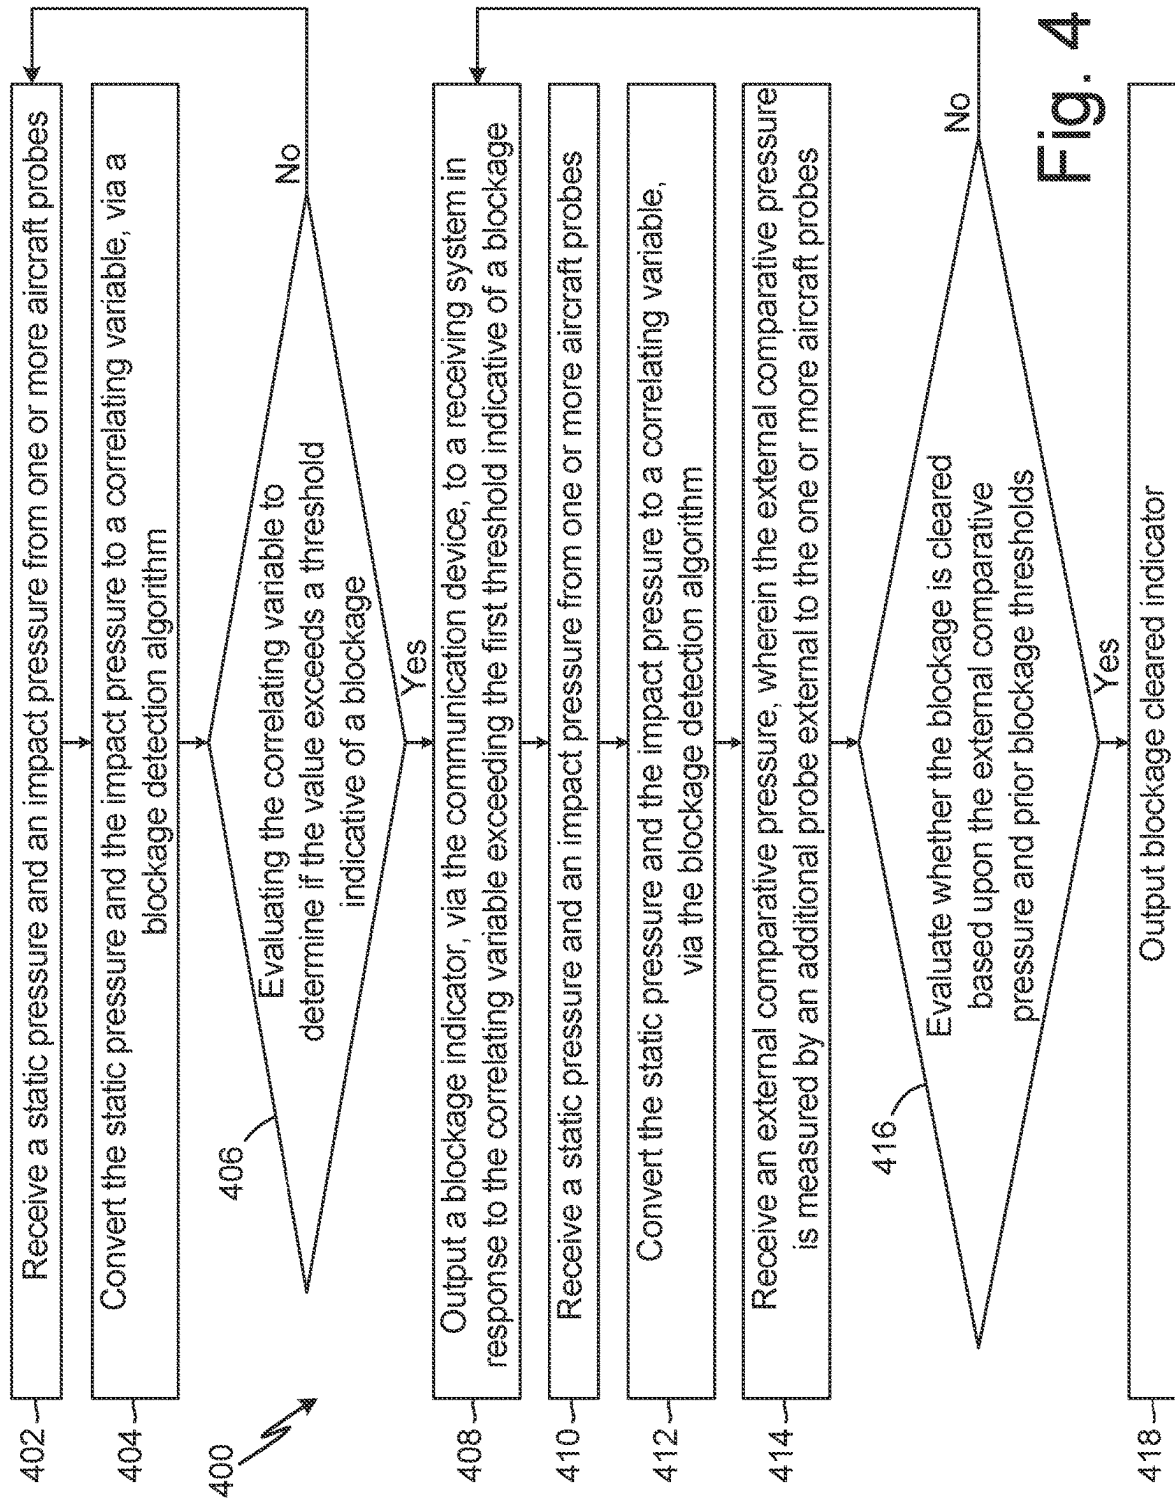 400
402
Receive a static pressure and an impact pressure from one or more aircraft probes
404
Convert the static pressure and the impact pressure to a correlating variable, via a
blockage detection algorithm
406
Evaluating the correlating variable to
determine if the value exceeds a threshold
indicative of a blockage
No
Yes
408
Output a blockage indicator, via the communication device, to a receiving system in
response to the correlating variable exceeding the first threshold indicative of a blockage
410
Receive a static pressure and an impact pressure from one or more aircraft probes
412
Convert the static pressure and the impact pressure to a correlating variable,
via the blockage detection algorithm
414
Receive an external comparative pressure, wherein the external comparative pressure
is measured by an additional probe external to the one or more aircraft probes
416
Evaluate whether the blockage is cleared
based upon the external comparative
pressure and prior blockage thresholds
No
Yes
418
Output blockage cleared indicator
Fig. 4